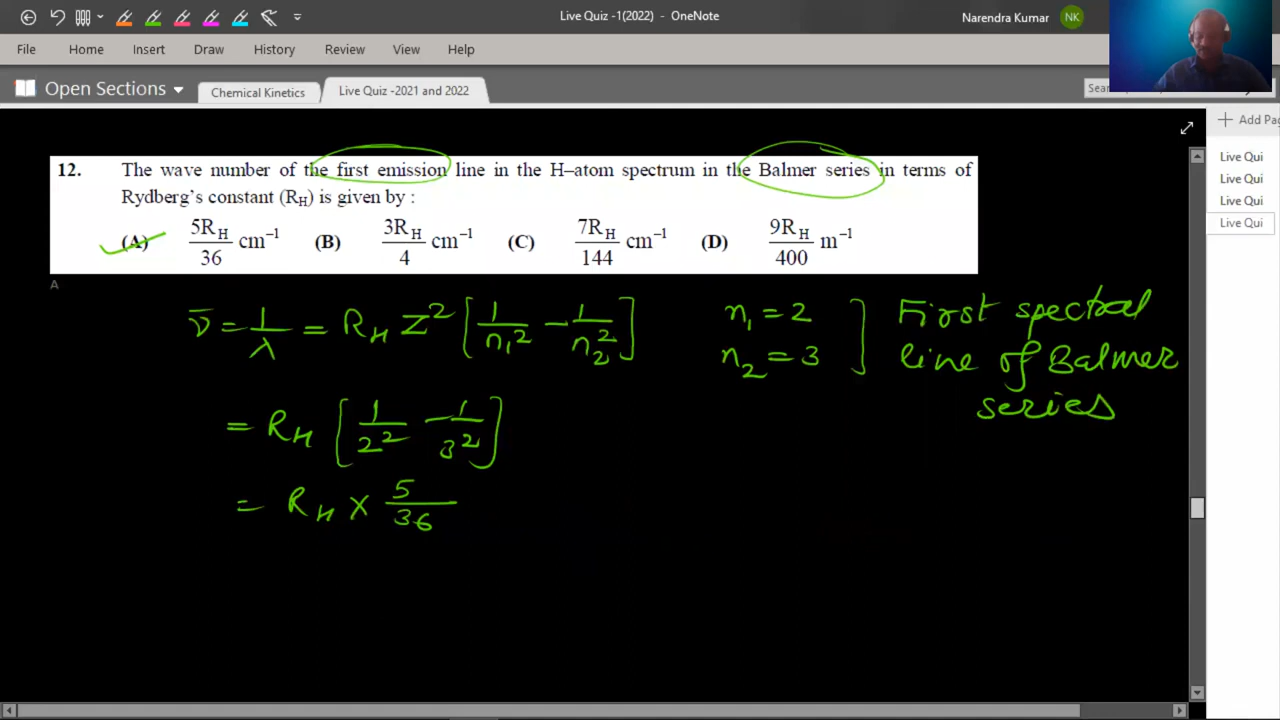 Live Quiz -1(2022) - OneNote
Narendra Kumar NK
File Home Insert Draw History Review View Help
Open Sections Chemical Kinetics Live Quiz -2021 and 2022
Add Pag
Live Qui
Live Qui
Live Qui
Live Qui
12. The wave number of the first emission line in the H–atom spectrum in the Balmer series in terms of
Rydberg's constant (R_H) is given by :
(A) 5R_H/36 cm⁻¹ (B) 3R_H/4 cm⁻¹ (C) 7R_H/144 cm⁻¹ (D) 9R_H/400 m⁻¹
A
ν̄ = 1/λ = R_H Z² [1/n₁² − 1/n₂²]
n₁ = 2
n₂ = 3
First spectral
line of Balmer
series
= R_H [1/2² − 1/3²]
= R_H × 5/36